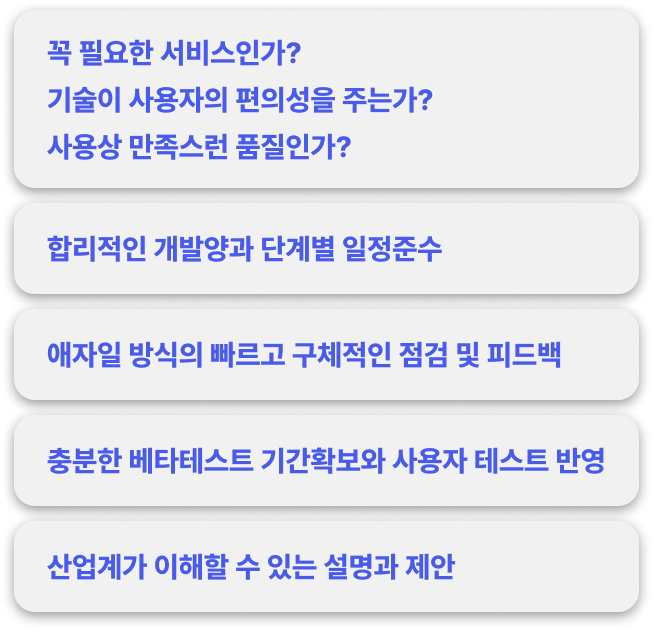 꼭 필요한 서비스인가?
기술이 사용자의 편의성을 주는가?
사용상 만족스런 품질인가?
합리적인 개발양과 단계별 일정준수
애자일 방식의 빠르고 구체적인 점검 및 피드백
충분한 베타테스트 기간확보와 사용자 테스트 반영
산업계가 이해할 수 있는 설명과 제안